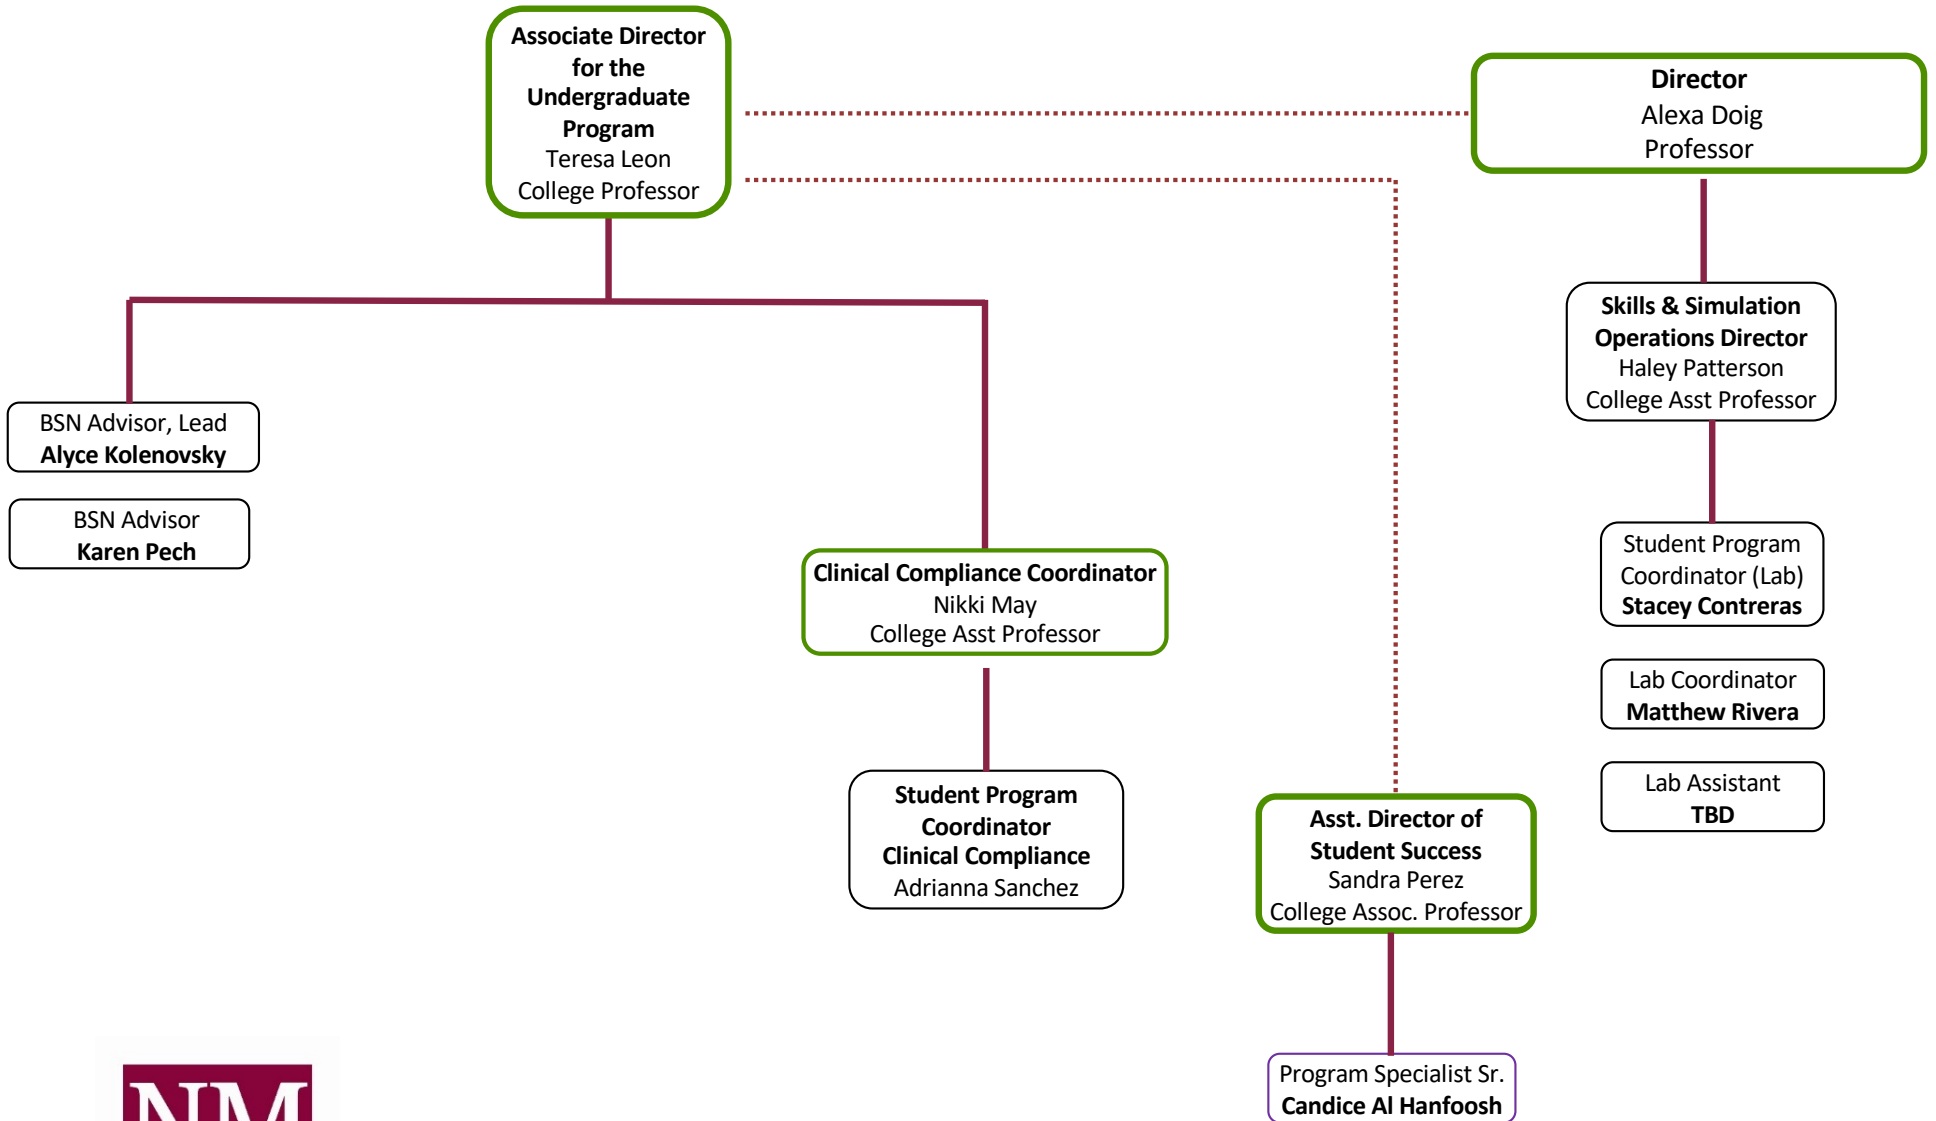 Associate Director
for the
Undergraduate
Program
Teresa Leon
College Professor
Director
Alexa Doig
Professor
Skills & Simulation
Operations Director
Haley Patterson
College Asst Professor
BSN Advisor, Lead
Alyce Kolenovsky
BSN Advisor
Karen Pech
Clinical Compliance Coordinator
Nikki May
College Asst Professor
Student Program
Coordinator (Lab)
Stacey Contreras
Lab Coordinator
Matthew Rivera
Lab Assistant
TBD
Student Program
Coordinator
Clinical Compliance
Adrianna Sanchez
Asst. Director of
Student Success
Sandra Perez
College Assoc. Professor
Program Specialist Sr.
Candice Al Hanfoosh
NM